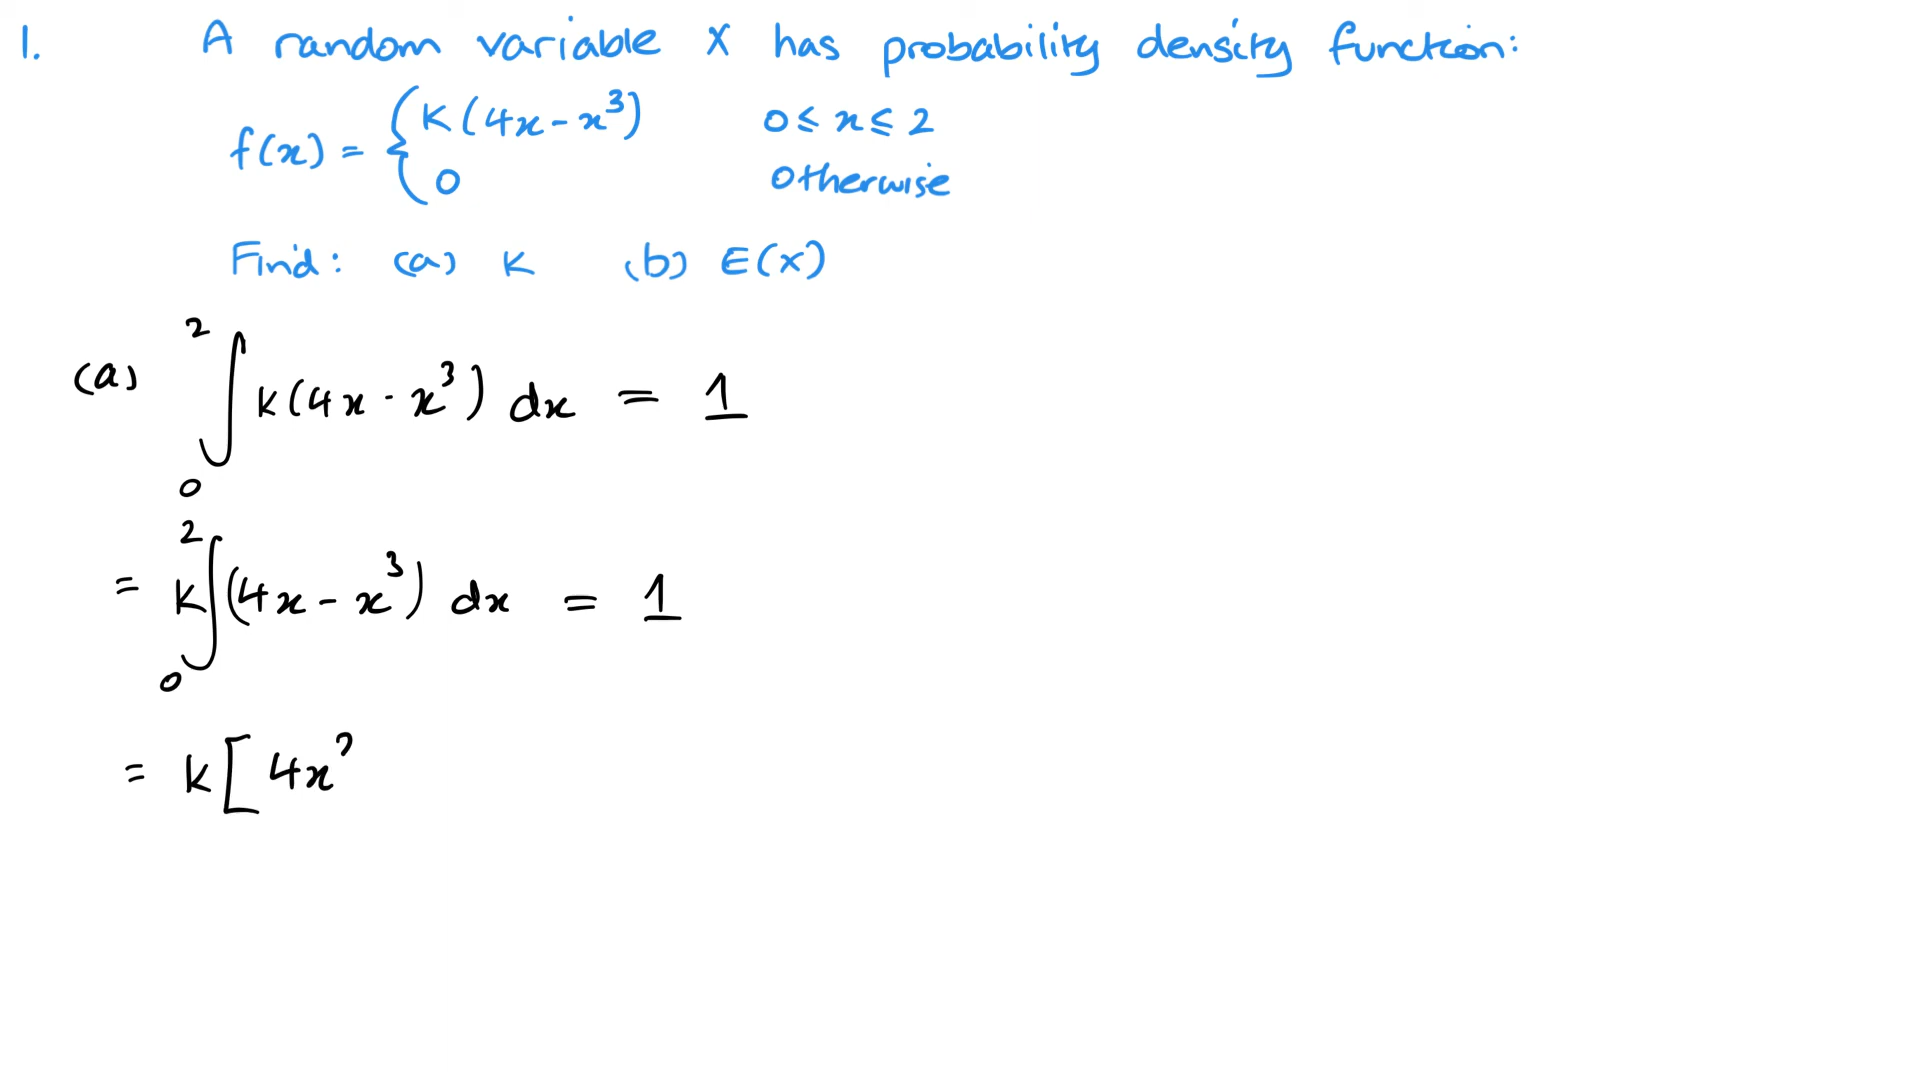 1. A random variable X has probability density function:
f(x) = { k(4x - x³) 0 ≤ x ≤ 2
0 otherwise
Find: (a) k (b) E(X)
(a) ∫₀² k(4x - x³) dx = 1
= k ∫₀² (4x - x³) dx = 1
= k[ 4x²